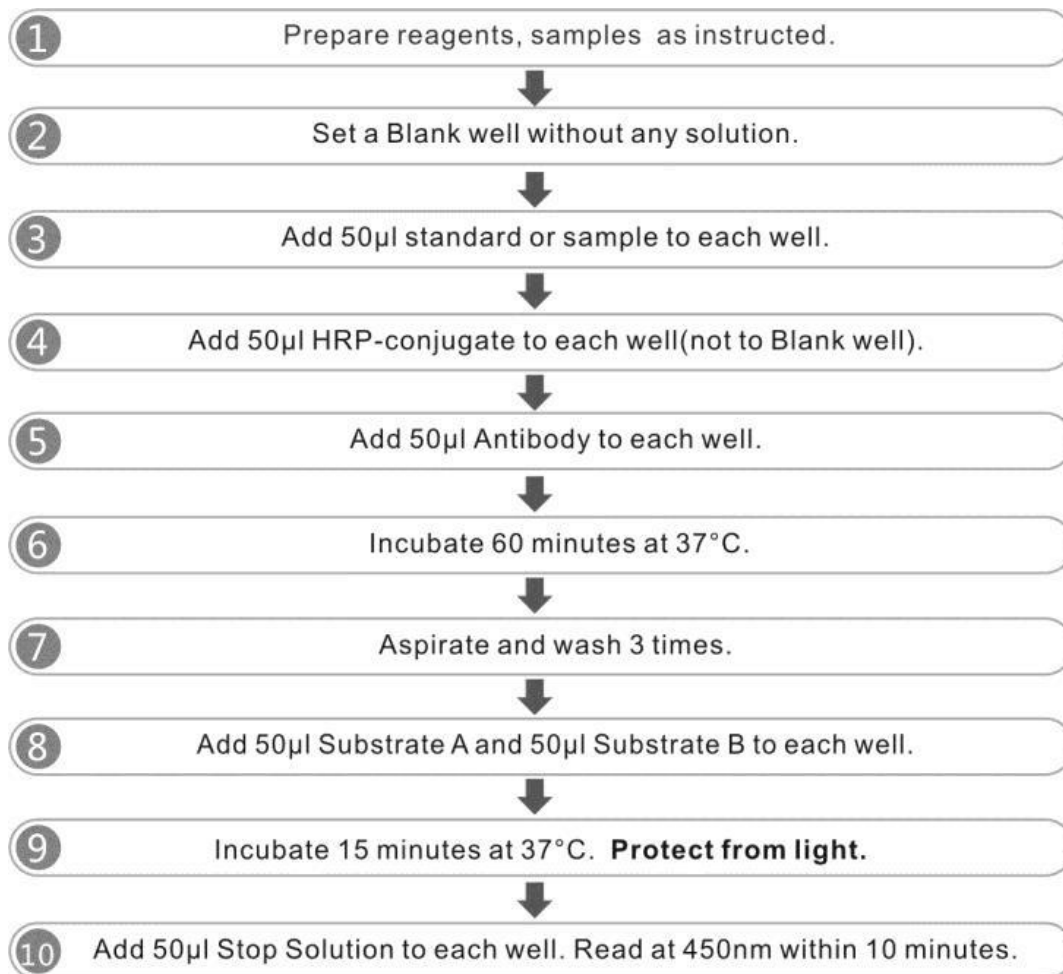 1 Prepare reagents, samples as instructed.
2 Set a Blank well without any solution.
3 Add 50µl standard or sample to each well.
4 Add 50µl HRP-conjugate to each well(not to Blank well).
5 Add 50µl Antibody to each well.
6 Incubate 60 minutes at 37°C.
7 Aspirate and wash 3 times.
8 Add 50µl Substrate A and 50µl Substrate B to each well.
9 Incubate 15 minutes at 37°C. Protect from light.
10 Add 50µl Stop Solution to each well. Read at 450nm within 10 minutes.